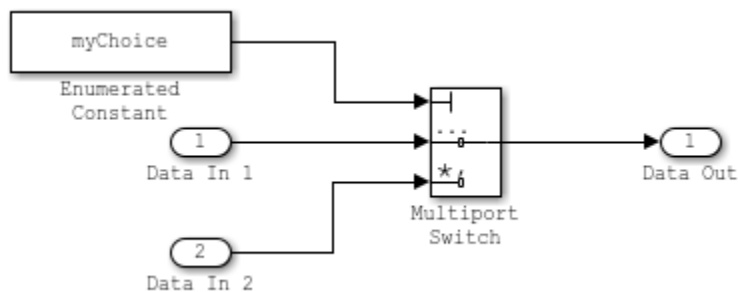 myChoice
Enumerated
Constant
1
Data In 1
2
Data In 2
...
*,
Multiport
Switch
1
Data Out